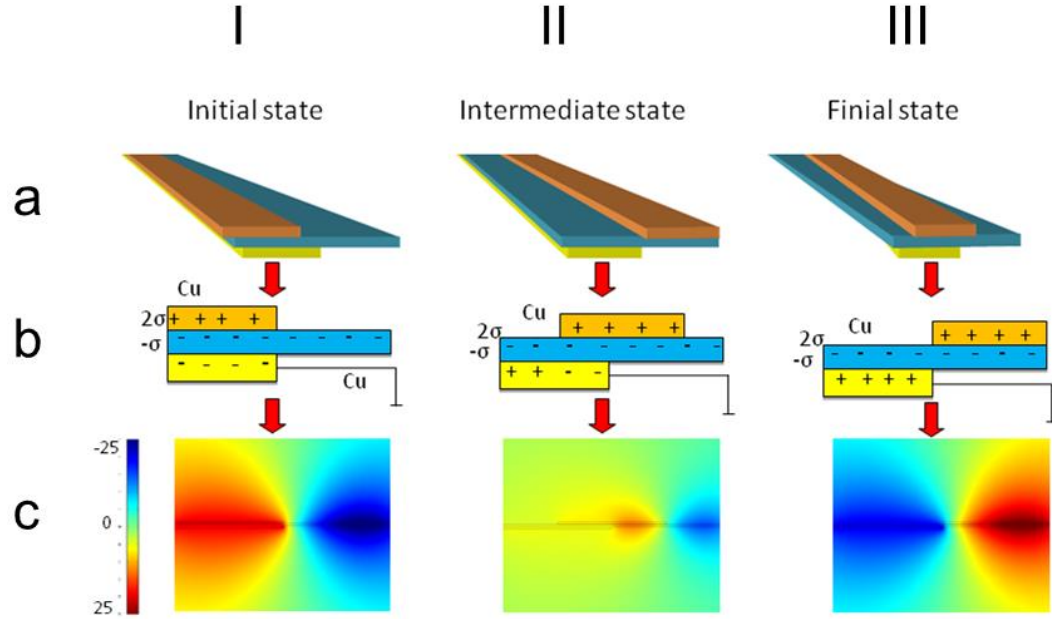 I II III
Initial state Intermediate state Finial state
a
Cu Cu Cu
2σ + + + + 2σ + + + + 2σ + + + +
b -σ - - - - - - - - -σ - - - - - - - - -σ - - - - - - - -
- - - - + + - - + + + +
Cu
c
-25
0
25